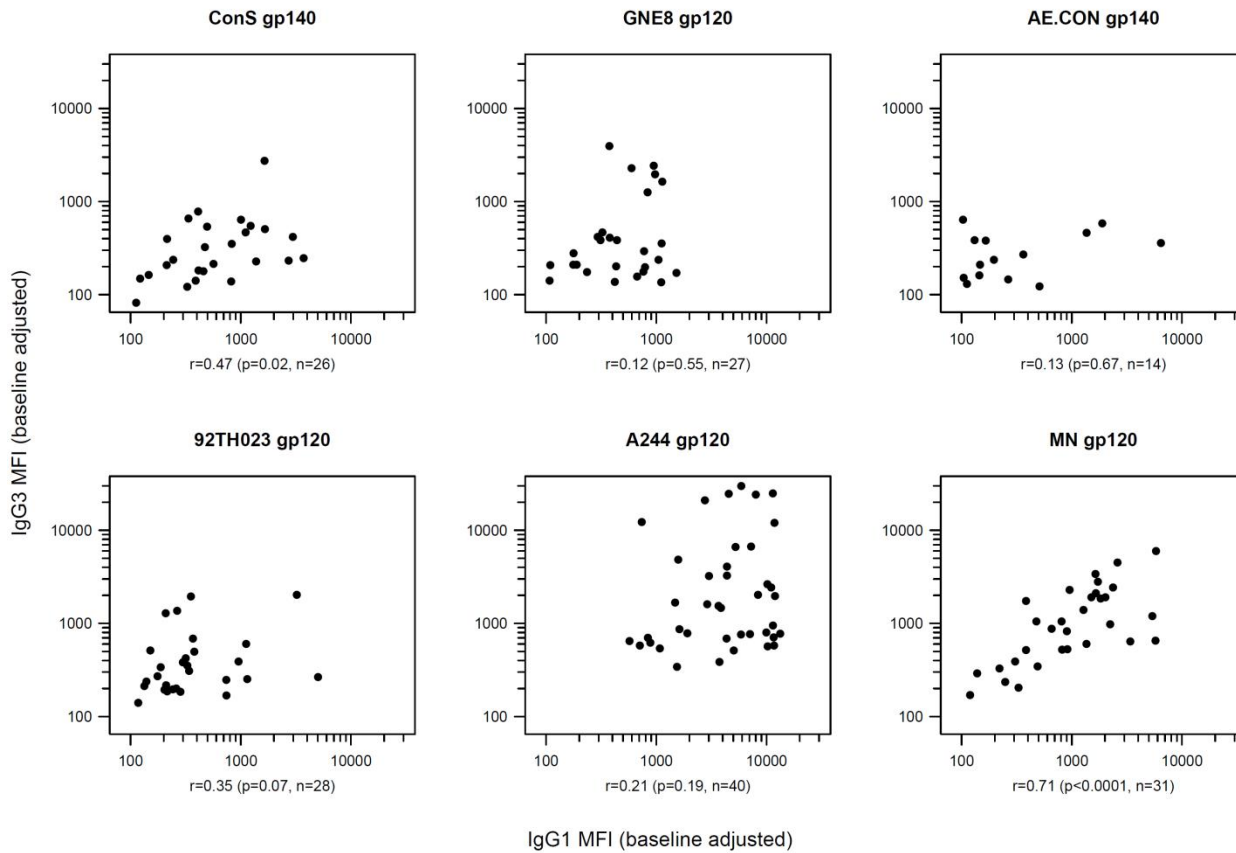 ConS gp140
GNE8 gp120
AE.CON gp140
10000
1000
100
100 1000 10000
r=0.47 (p=0.02, n=26)
10000
1000
100
100 1000 10000
r=0.12 (p=0.55, n=27)
10000
1000
100
100 1000 10000
r=0.13 (p=0.67, n=14)
IgG3 MFI (baseline adjusted)
92TH023 gp120
A244 gp120
MN gp120
10000
1000
100
100 1000 10000
r=0.35 (p=0.07, n=28)
10000
1000
100
100 1000 10000
r=0.21 (p=0.19, n=40)
10000
1000
100
100 1000 10000
r=0.71 (p<0.0001, n=31)
IgG1 MFI (baseline adjusted)